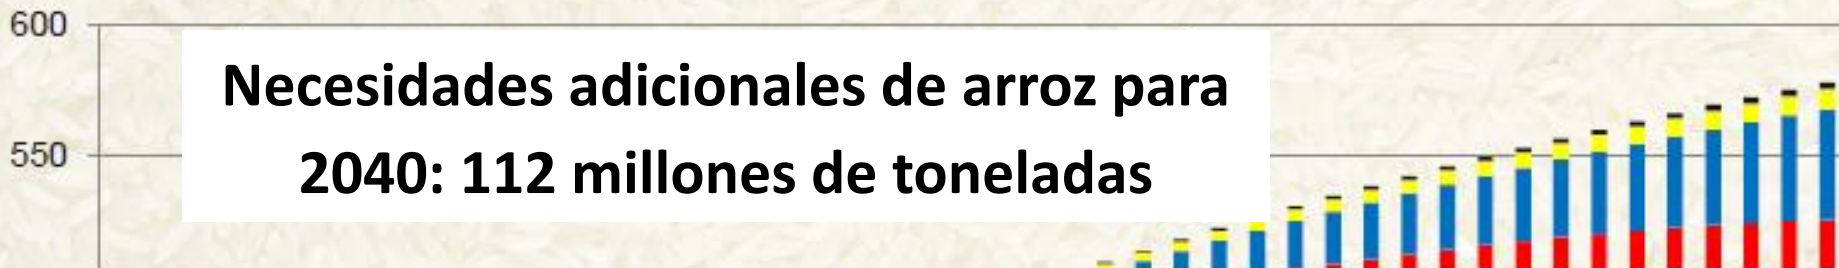 600
Necesidades adicionales de arroz para
2040: 112 millones de toneladas
550